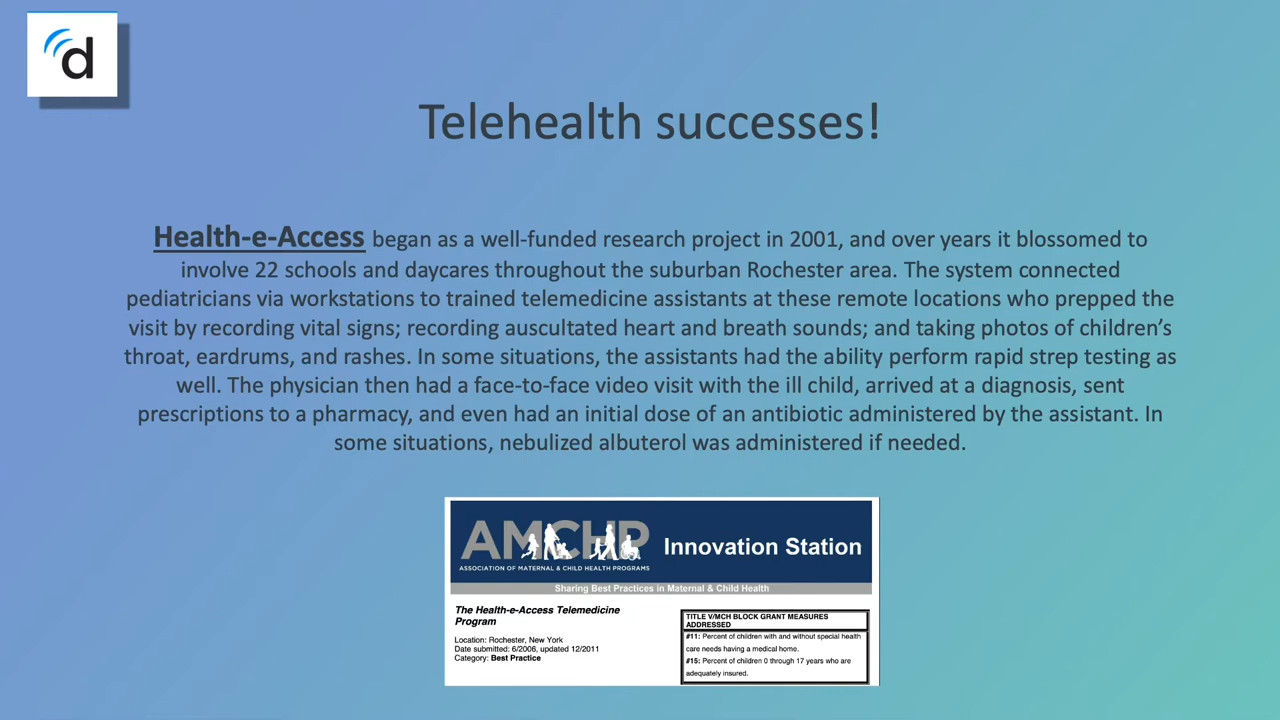 d
Telehealth successes!
Health-e-Access began as a well-funded research project in 2001, and over years it blossomed to
involve 22 schools and daycares throughout the suburban Rochester area. The system connected
pediatricians via workstations to trained telemedicine assistants at these remote locations who prepped the
visit by recording vital signs; recording auscultated heart and breath sounds; and taking photos of children’s
throat, eardrums, and rashes. In some situations, the assistants had the ability perform rapid strep testing as
well. The physician then had a face-to-face video visit with the ill child, arrived at a diagnosis, sent
prescriptions to a pharmacy, and even had an initial dose of an antibiotic administered by the assistant. In
some situations, nebulized albuterol was administered if needed.
AMCHP
ASSOCIATION OF MATERNAL & CHILD HEALTH PROGRAMS
Innovation Station
Sharing Best Practices in Maternal & Child Health
The Health-e-Access Telemedicine
Program
Location: Rochester, New York
Date submitted: 6/2006, updated 12/2011
Category: Best Practice
TITLE V/MCH BLOCK GRANT MEASURES
ADDRESSED
#11: Percent of children with and without special health
care needs having a medical home.
#15: Percent of children 0 through 17 years who are
adequately insured.